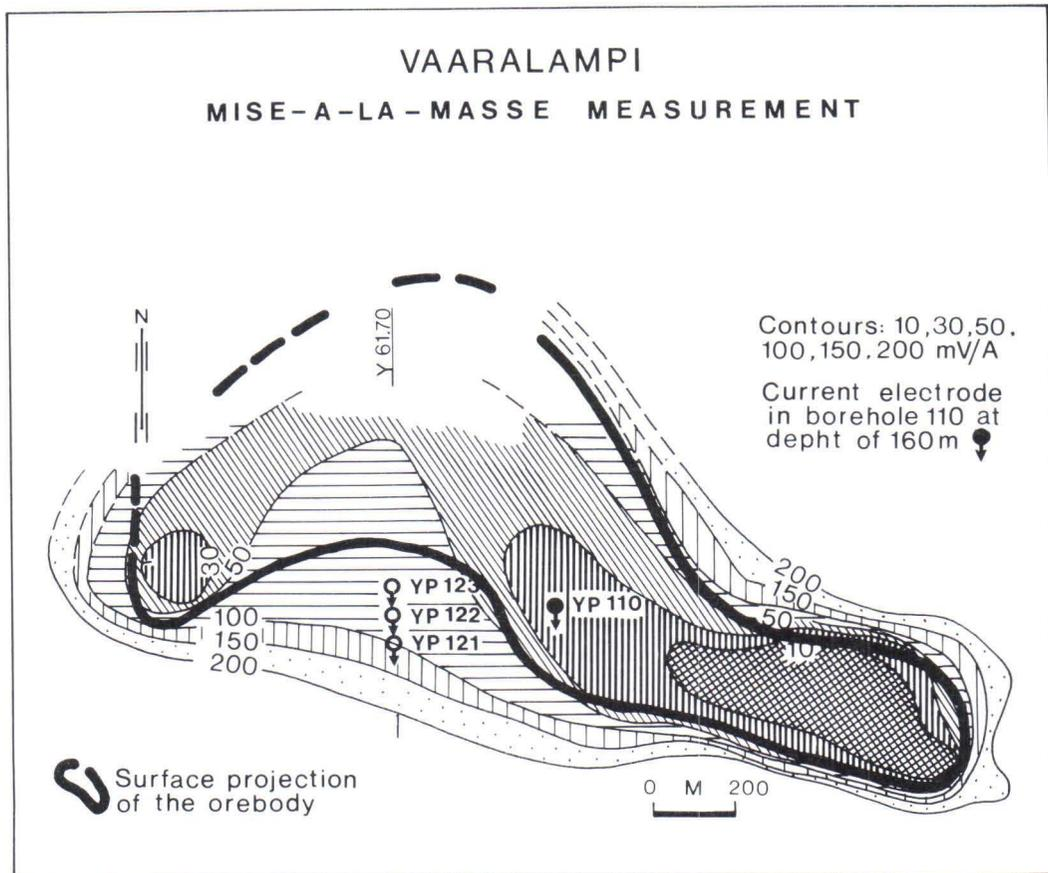 VAARALAMPI
MISE-A-LA-MASSE MEASUREMENT
N
Y 61.70
Contours: 10,30,50.
100,150.200 mV/A
Current electrode
in borehole 110 at
depht of 160m
30
50
YP 123
YP 122
YP 121
YP 110
100
150
200
200
150
50
10
Surface projection
of the orebody
0 M 200